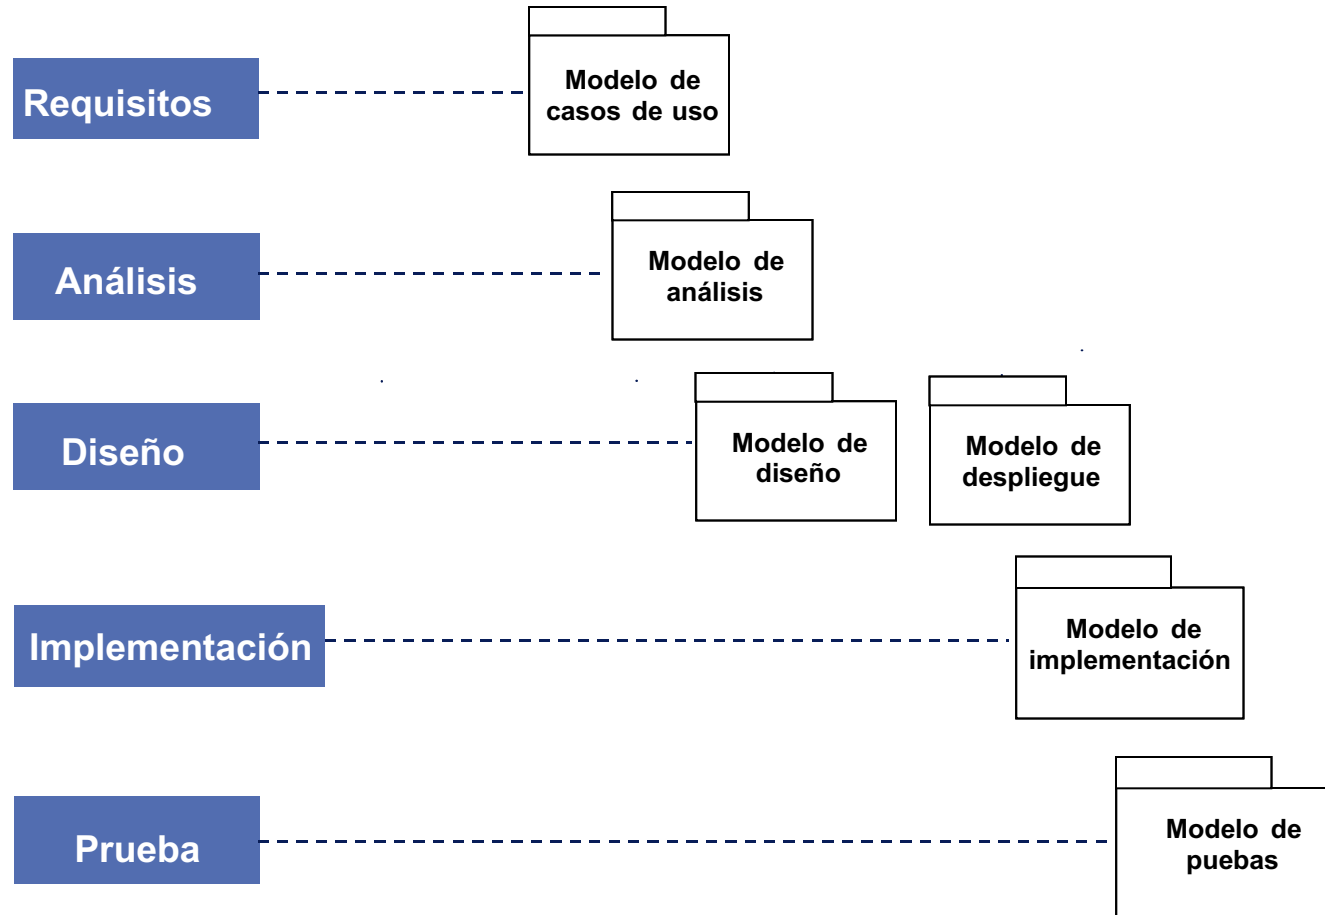 Requisitos
Modelo de
casos de uso
Análisis
Modelo de
análisis
Diseño
Modelo de
diseño
Modelo de
despliegue
Implementación
Modelo de
implementación
Prueba
Modelo de
puebas